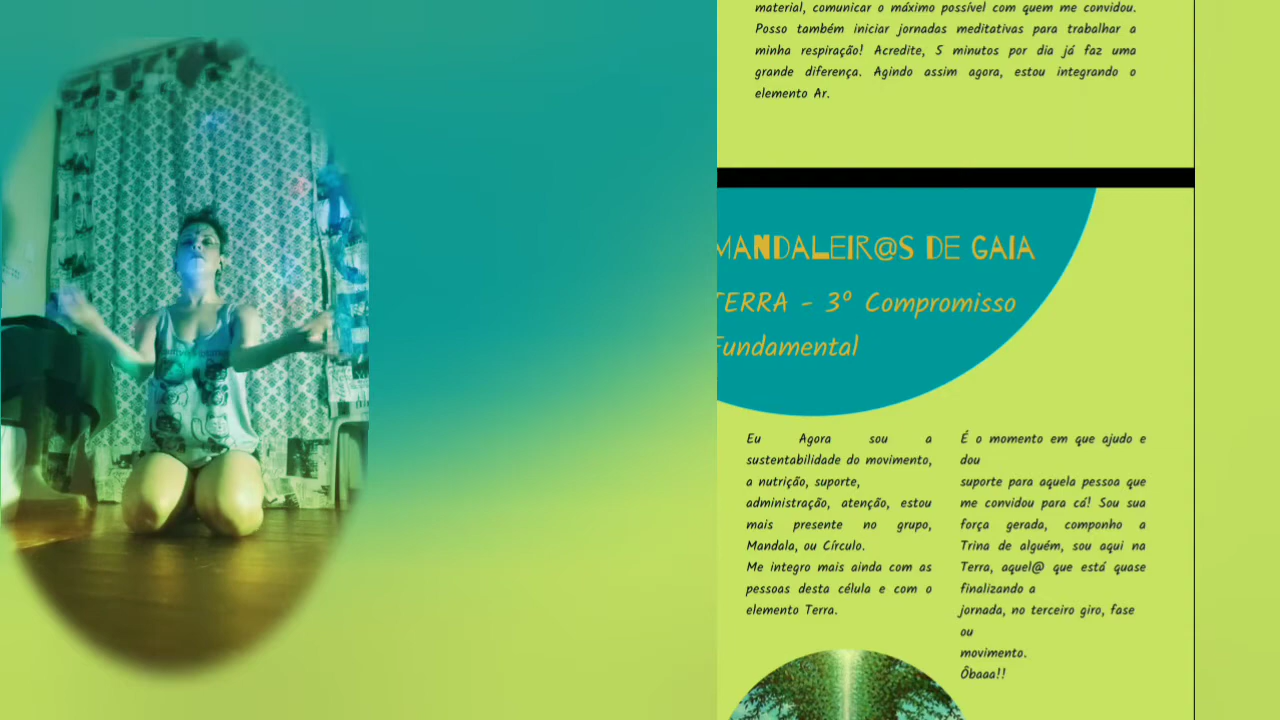 material, comunicar o máximo possível com quem me convidou.
Posso também iniciar jornadas meditativas para trabalhar a
minha respiração! Acredite, 5 minutos por dia já faz uma
grande diferença. Agindo assim agora, estou integrando o
elemento Ar.
MANDALEIR@S DE GAIA
TERRA - 3º Compromisso
Fundamental
Eu Agora sou a
sustentabilidade do movimento,
a nutrição, suporte,
administração, atenção, estou
mais presente no grupo,
Mandala, ou Círculo.
Me integro mais ainda com as
pessoas desta célula e com o
elemento Terra.
É o momento em que ajudo e
dou
suporte para aquela pessoa que
me convidou para cá! Sou sua
força gerada, componho a
Trina de alguém, sou aqui na
Terra, aquel@ que está quase
finalizando a
jornada, no terceiro giro, fase
ou
movimento.
Ôbaaa!!